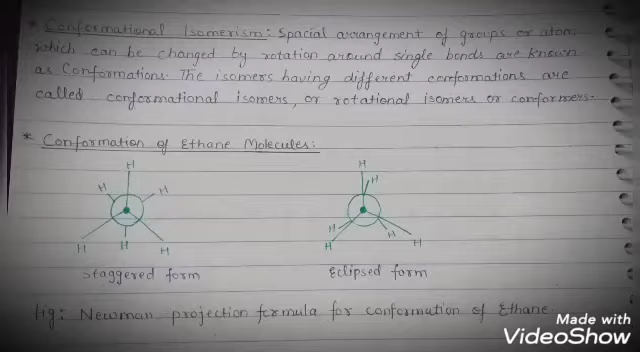 * Conformational Isomerism: Spacial arrangement of groups or atom
which can be changed by rotation around single bonds are known
as Conformations. The isomers having different conformations are
called conformational isomers, or rotational isomers or conformers.
* Conformation of Ethane Molecules:
H H
H H H
H H H H
H H H
staggered form Eclipsed form
fig: Newman projection formula for conformation of Ethane
Made with
VideoShow